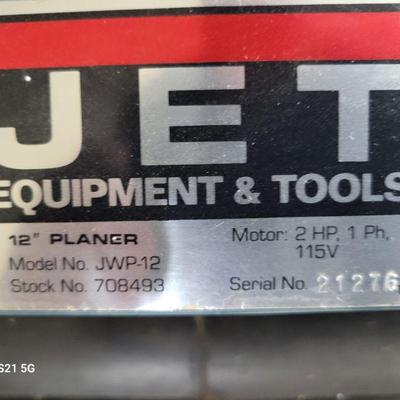 JET
EQUIPMENT & TOOLS
12" PLANER
Motor: 2 HP, 1 Ph,
115V
Model No. JWP-12
Stock No. 708493
Serial No. 21276
S21 5G